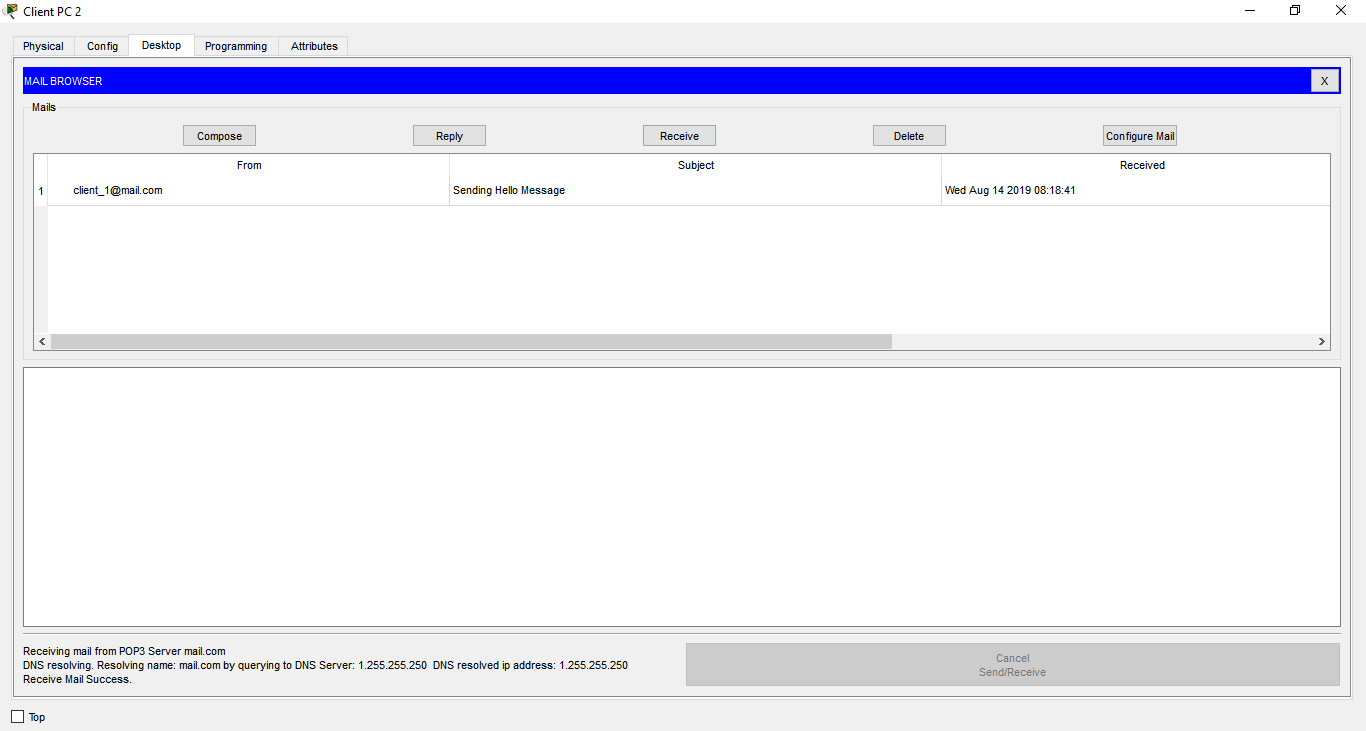 Client PC 2
Physical Config Desktop Programming Attributes
MAIL BROWSER X
Mails
Compose Reply Receive Delete Configure Mail
From Subject Received
1 client_1@mail.com Sending Hello Message Wed Aug 14 2019 08:18:41
Receiving mail from POP3 Server mail.com
DNS resolving. Resolving name: mail.com by querying to DNS Server: 1.255.255.250 DNS resolved ip address: 1.255.255.250
Receive Mail Success.
Cancel
Send/Receive
Top